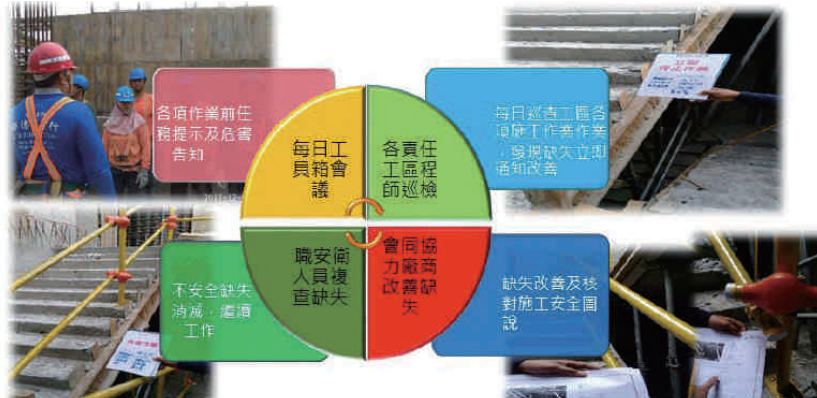 各項作業前任
務提示及危害
告知
每日工
具箱會
議
各責任
工區程
師巡檢
每日巡查工區各
項施工作業作業
，發現缺失立即
通知改善
職安衛
人員複
查缺失
會同協
力廠商
改善缺
失
不安全缺失
消滅，繼續
工作
缺失改善及核
對施工安全圖
說